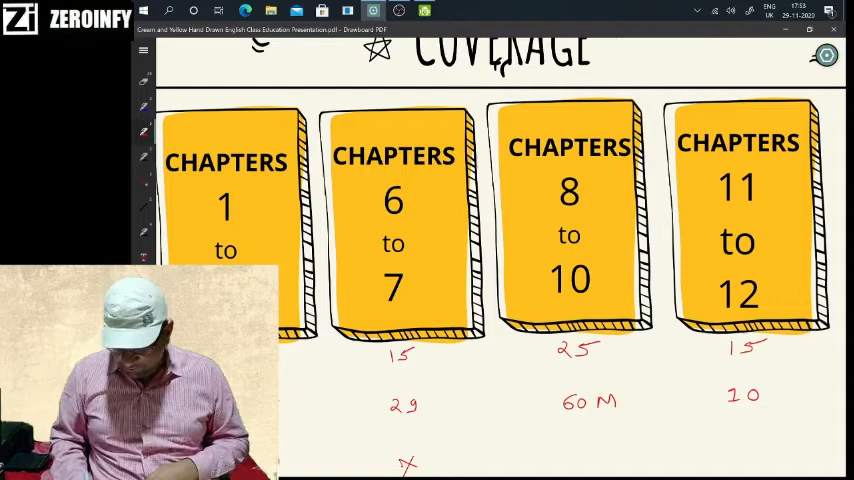 Zi ZEROINFY
ENG
UK
17:53
29-11-2020
Cream and Yellow Hand Drawn English Class Education Presentation.pdf - Drawboard PDF
COVERAGE
CHAPTERS
1
to
CHAPTERS
6
to
7
15
29
X
CHAPTERS
8
to
10
25
60 M
CHAPTERS
11
to
12
15
10